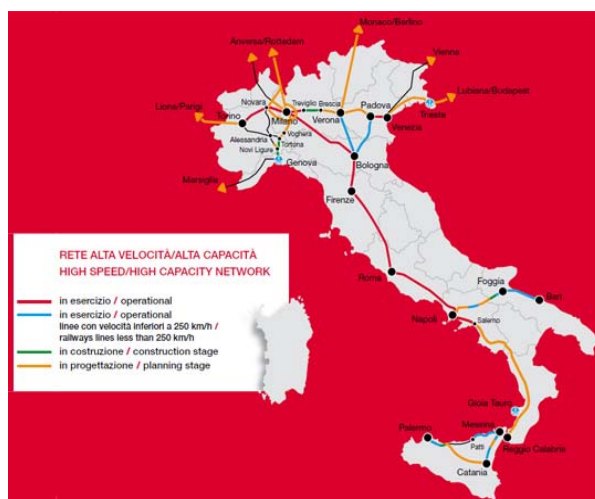 Monaco/Berlino
Anversa/Rotterdam
Vienna
Lubiana/Budapest
Lione/Parigi
Novara
Treviglio
Brescia
Padova
Torino
Milano
Verona
Venezia
Trieste
Voghera
Alessandria
Tortona
Novi Ligure
Genova
Bologna
Marsiglia
Firenze
RETE ALTA VELOCITÀ/ALTA CAPACITÀ
HIGH SPEED/HIGH CAPACITY NETWORK
in esercizio / operational
in esercizio / operational
linee con velocità inferiori a 250 km/h /
railways lines less than 250 km/h
in costruzione / construction stage
in progettazione / planning stage
Roma
Foggia
Bari
Napoli
Salerno
Gioia Tauro
Palermo
Messina
Patti
Reggio Calabria
Catania